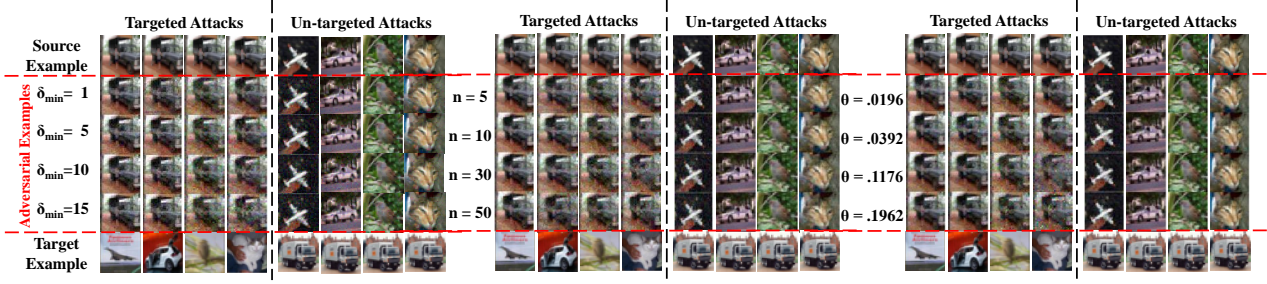 Targeted Attacks
Un-targeted Attacks
Targeted Attacks
Un-targeted Attacks
Targeted Attacks
Un-targeted Attacks
Source
Example
Adversarial Examples
δmin= 1
δmin= 5
δmin=10
δmin=15
n = 5
n = 10
n = 30
n = 50
θ = .0196
θ = .0392
θ = .1176
θ = .1962
Target
Example